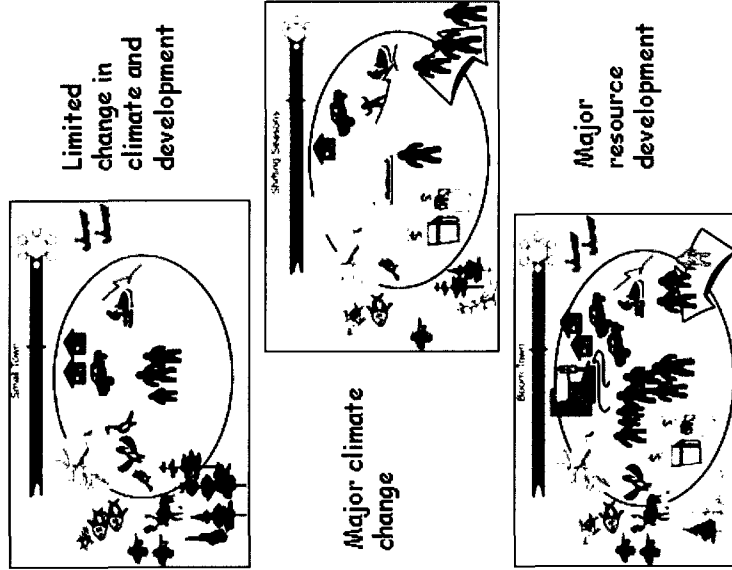 Small Town
Limited
change in
climate and
development
Shifting Seasons
Major climate
change
Boom Town
Major
resource
development
$
$
$
$